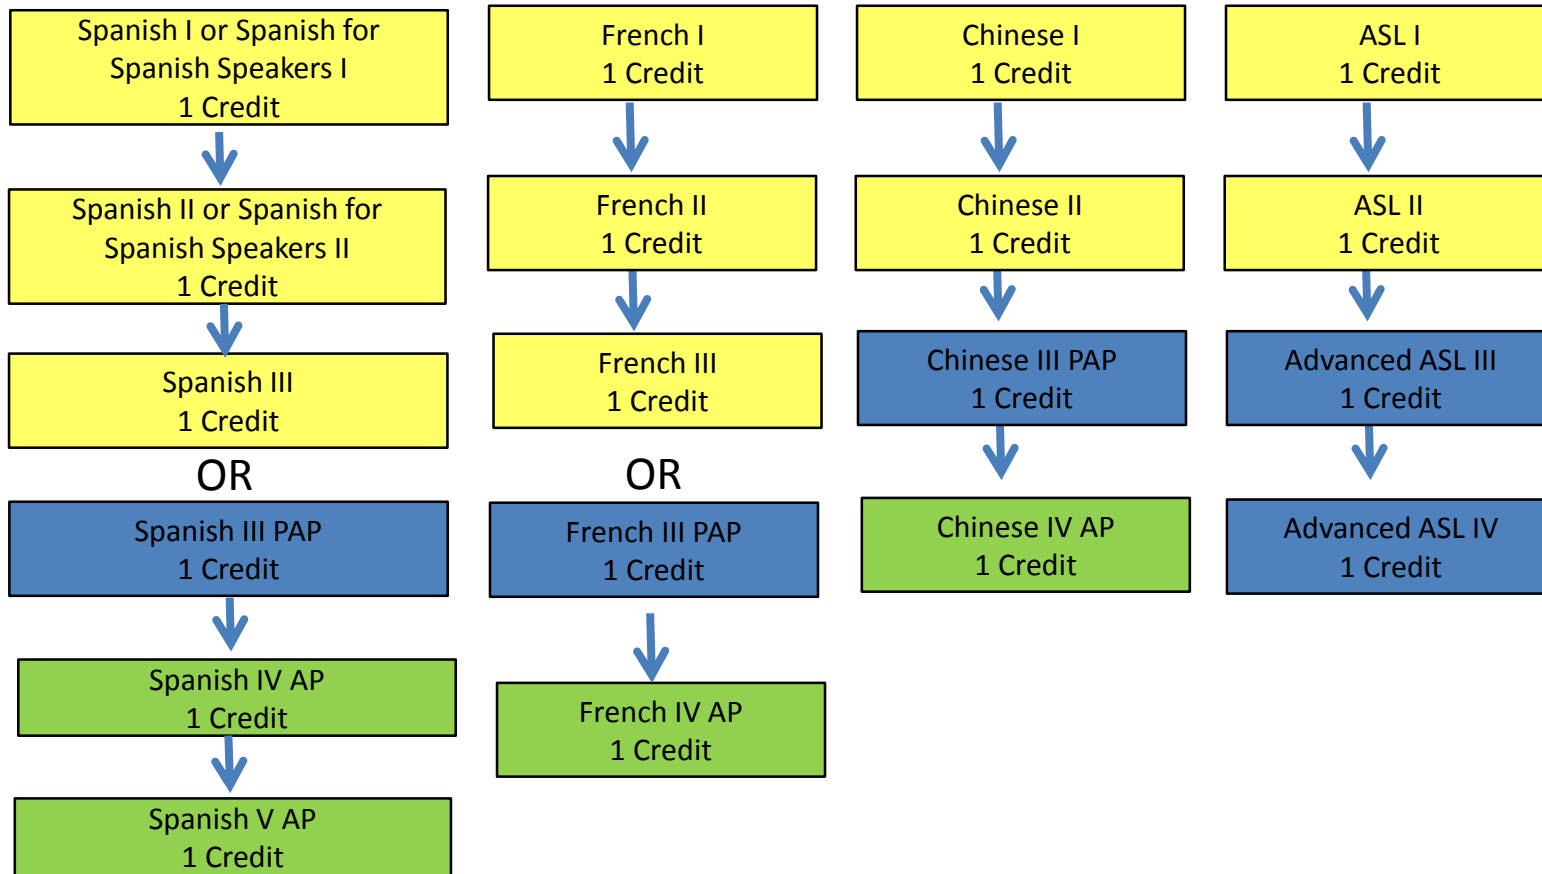 Spanish I or Spanish for
Spanish Speakers I
1 Credit
Spanish II or Spanish for
Spanish Speakers II
1 Credit
Spanish III
1 Credit
OR
Spanish III PAP
1 Credit
Spanish IV AP
1 Credit
Spanish V AP
1 Credit
French I
1 Credit
French II
1 Credit
French III
1 Credit
OR
French III PAP
1 Credit
French IV AP
1 Credit
Chinese I
1 Credit
Chinese II
1 Credit
Chinese III PAP
1 Credit
Chinese IV AP
1 Credit
ASL I
1 Credit
ASL II
1 Credit
Advanced ASL III
1 Credit
Advanced ASL IV
1 Credit